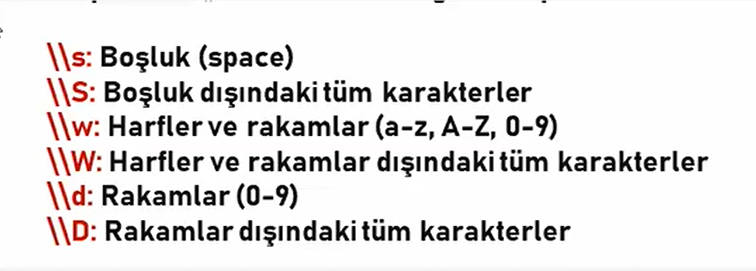 \\s: Boşluk (space)
\\S: Boşluk dışındaki tüm karakterler
\\w: Harfler ve rakamlar (a-z, A-Z, 0-9)
\\W: Harfler ve rakamlar dışındaki tüm karakterler
\\d: Rakamlar (0-9)
\\D: Rakamlar dışındaki tüm karakterler